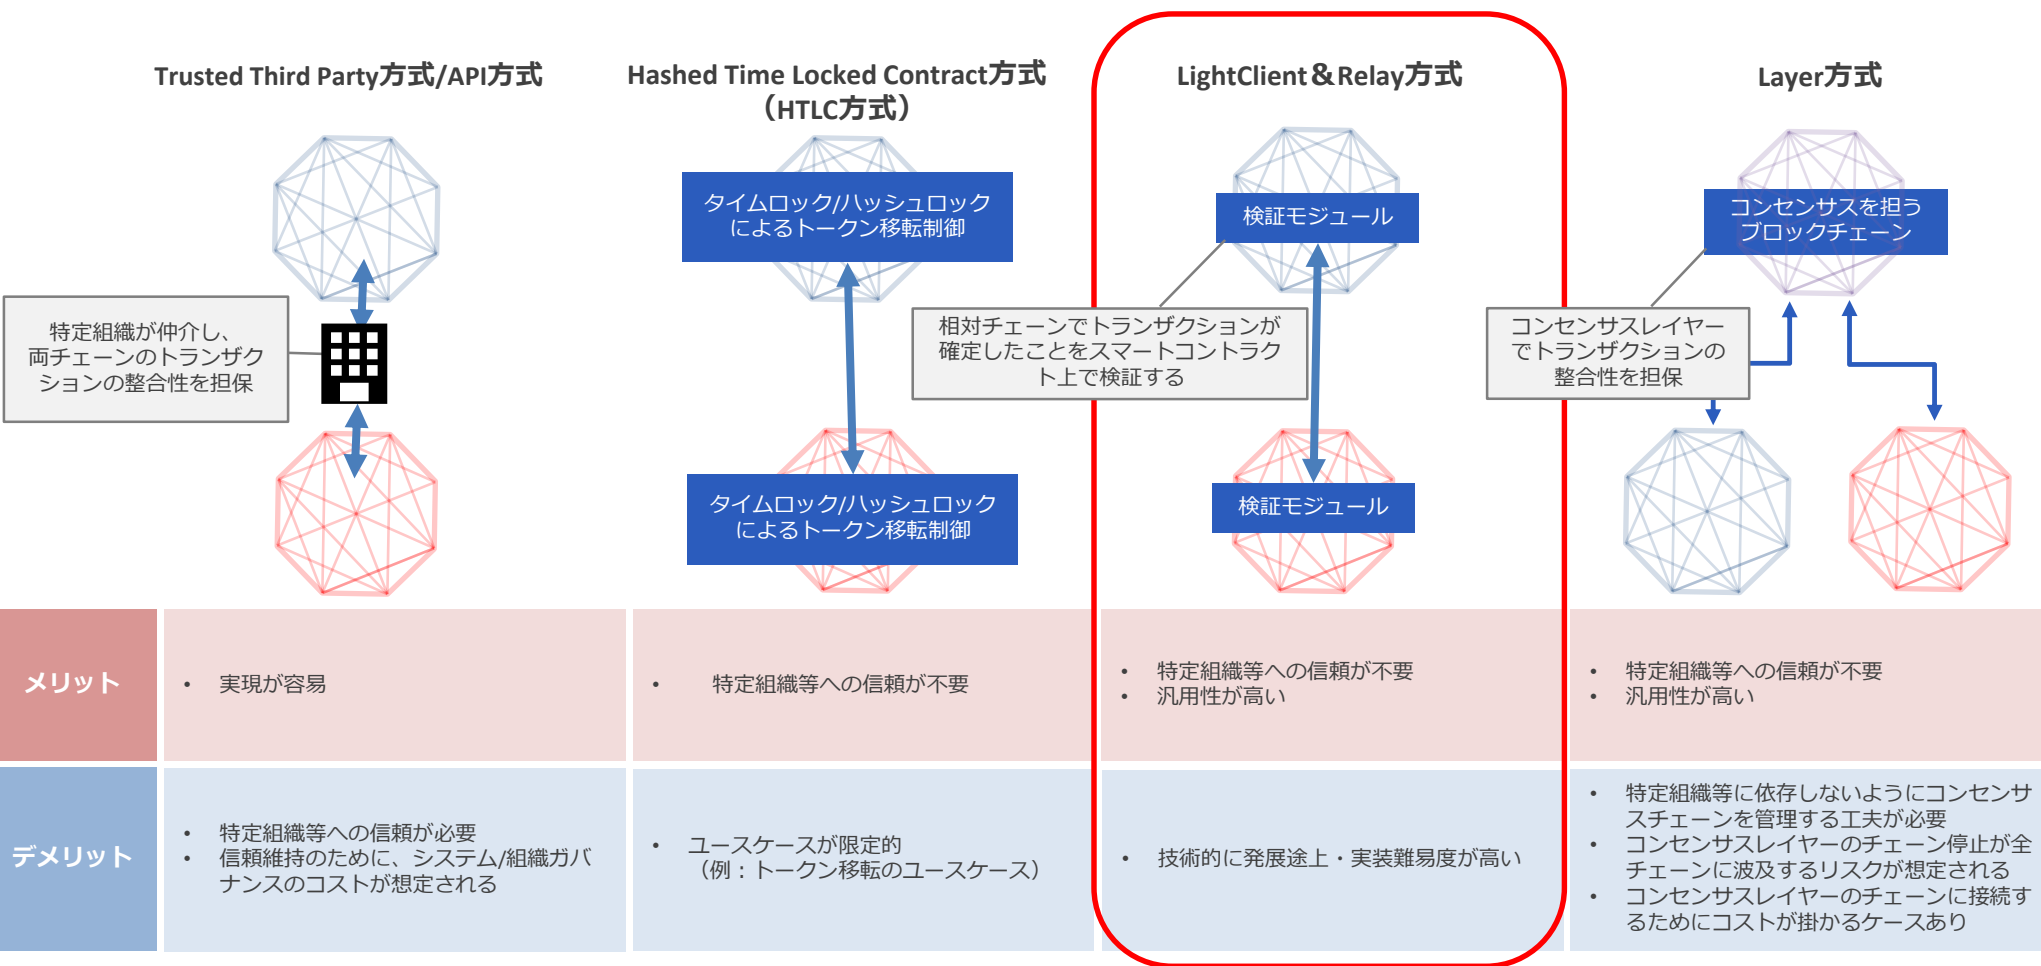 Trusted Third Party方式/API方式
Hashed Time Locked Contract方式
（HTLC方式）
LightClient＆Relay方式
Layer方式
タイムロック/ハッシュロック
によるトークン移転制御
検証モジュール
コンセンサスを担う
ブロックチェーン
特定組織が仲介し、
両チェーンのトランザク
ションの整合性を担保
相対チェーンでトランザクションが
確定したことをスマートコントラク
ト上で検証する
コンセンサスレイヤー
でトランザクションの
整合性を担保
タイムロック/ハッシュロック
によるトークン移転制御
検証モジュール
メリット
• 実現が容易
• 特定組織等への信頼が不要
• 特定組織等への信頼が不要
• 汎用性が高い
• 特定組織等への信頼が不要
• 汎用性が高い
デメリット
• 特定組織等への信頼が必要
• 信頼維持のために、システム/組織ガバ
ナンスのコストが想定される
• ユースケースが限定的
（例：トークン移転のユースケース）
• 技術的に発展途上・実装難易度が高い
• 特定組織等に依存しないようにコンセンサ
スチェーンを管理する工夫が必要
• コンセンサスレイヤーのチェーン停止が全
チェーンに波及するリスクが想定される
• コンセンサスレイヤーのチェーンに接続す
るためにコストが掛かるケースあり